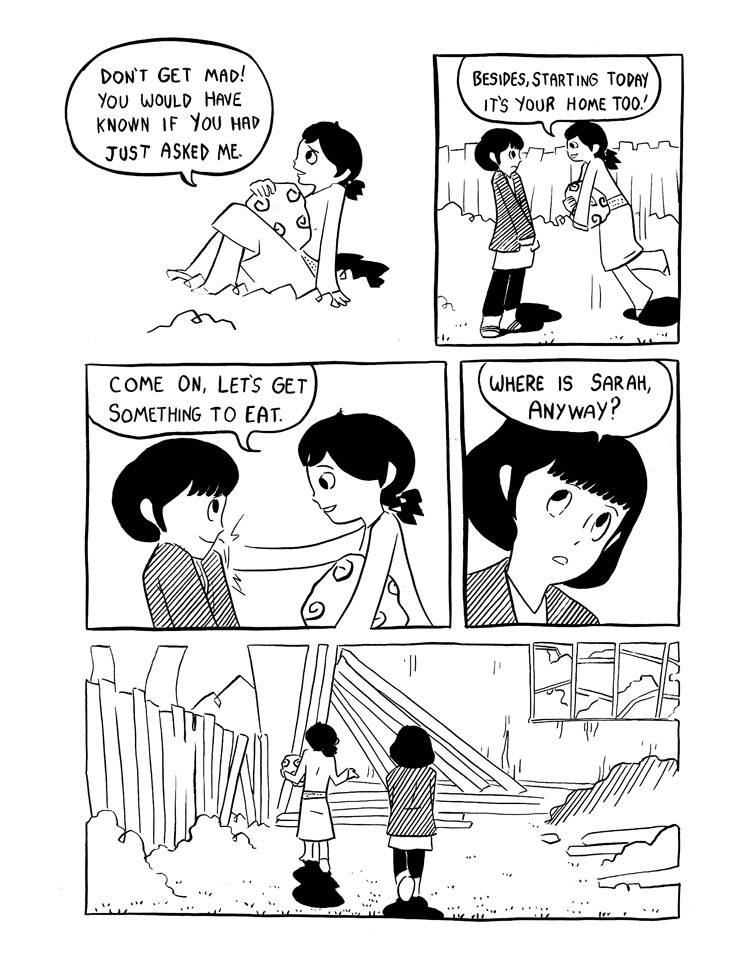 DON'T GET MAD!
YOU WOULD HAVE
KNOWN IF YOU HAD
JUST ASKED ME.
BESIDES, STARTING TODAY
IT'S YOUR HOME TOO!
COME ON, LET'S GET
SOMETHING TO EAT.
WHERE IS SARAH,
ANYWAY?